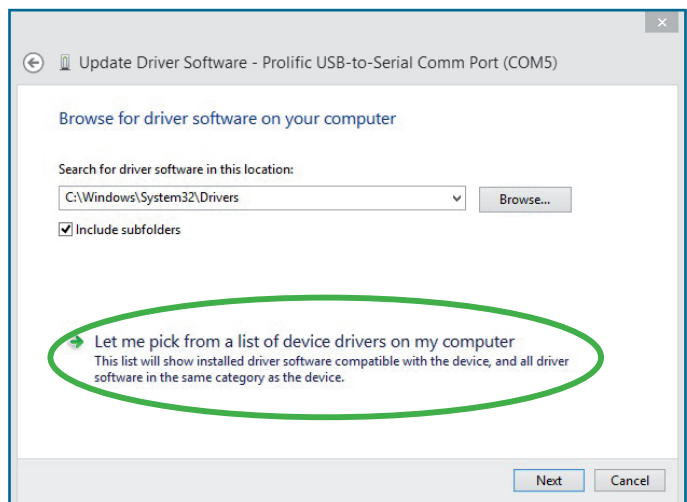 Update Driver Software - Prolific USB-to-Serial Comm Port (COM5)
Browse for driver software on your computer
Search for driver software in this location:
C:\Windows\System32\Drivers
Browse...
Include subfolders
Let me pick from a list of device drivers on my computer
This list will show installed driver software compatible with the device, and all driver
software in the same category as the device.
Next
Cancel